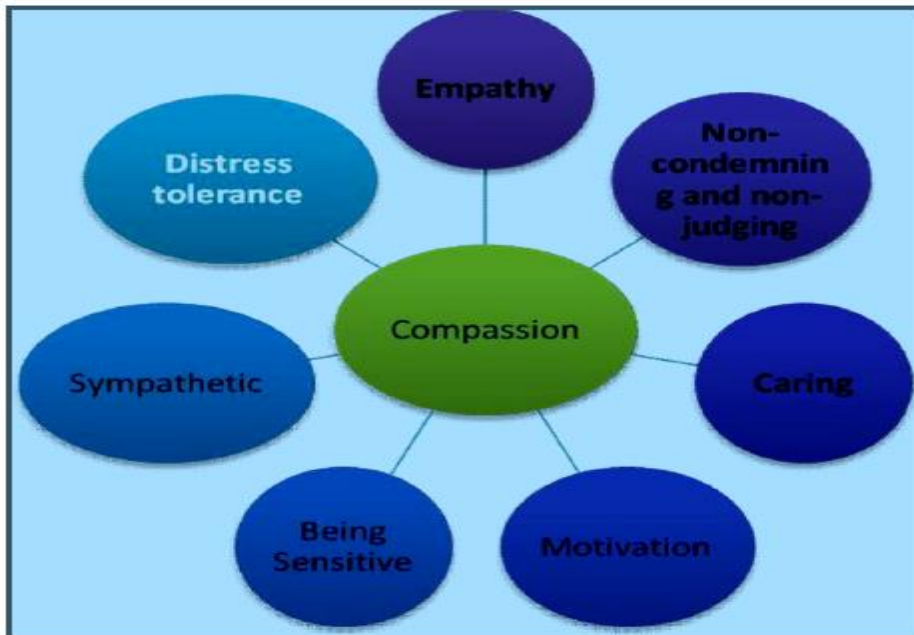 Empathy
Non-
condemnin
g and non-
judging
Distress
tolerance
Compassion
Sympathetic
Caring
Being
Sensitive
Motivation